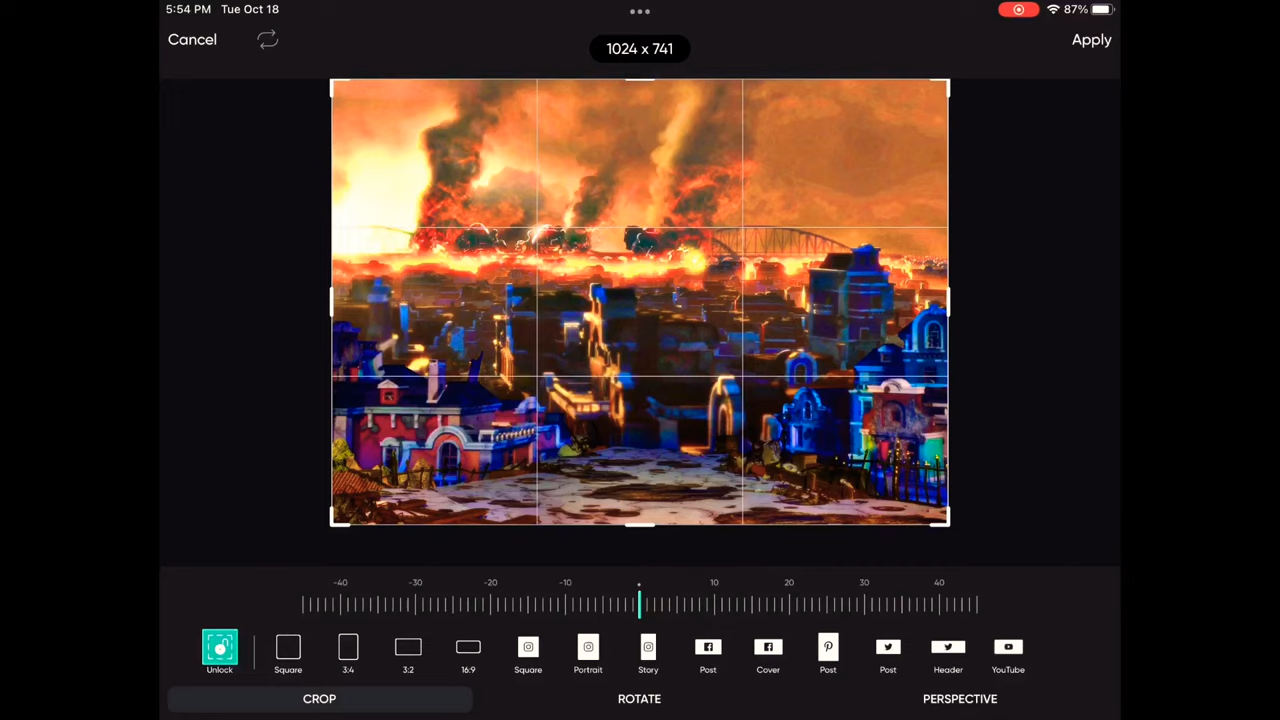 5:54 PM Tue Oct 18
87%
Cancel
1024 x 741
Apply
-40 -30 -20 -10 10 20 30 40
Unlock Square 3:4 3:2 16:9 Square Portrait Story Post Cover Post Post Header YouTube
CROP ROTATE PERSPECTIVE